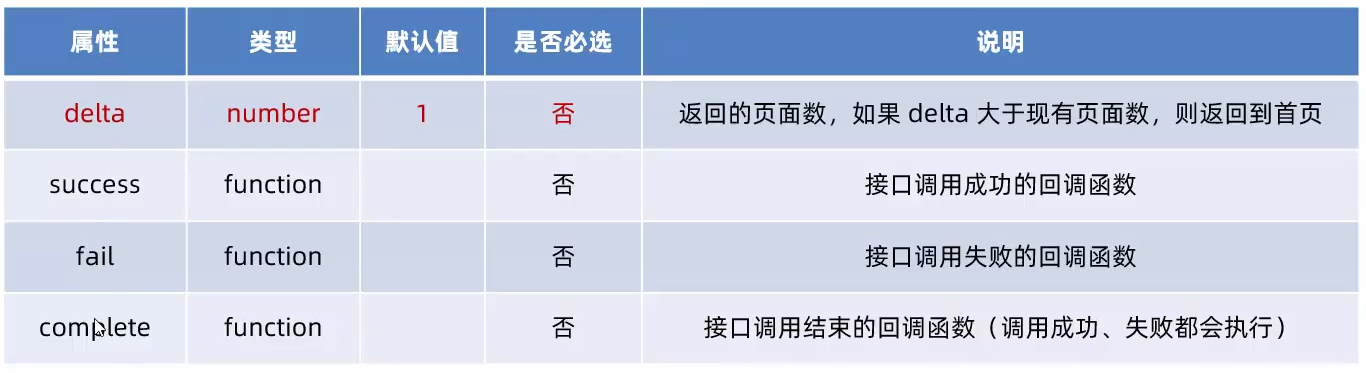 属性 类型 默认值 是否必选 说明
delta number 1 否 返回的页面数，如果 delta 大于现有页面数，则返回到首页
success function 否 接口调用成功的回调函数
fail function 否 接口调用失败的回调函数
complete function 否 接口调用结束的回调函数（调用成功、失败都会执行）